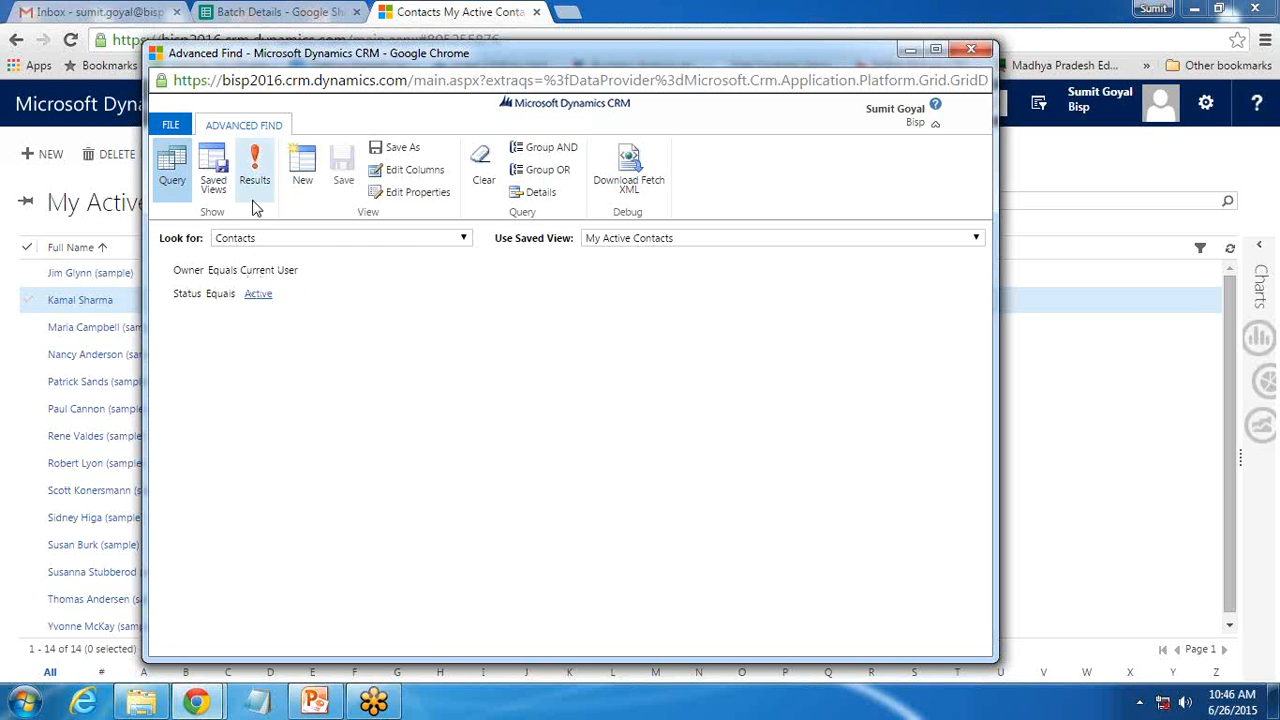 Inbox - sumit.goyal@bisp
Batch Details - Google She
Contacts My Active Conta
Sumit
Apps
Bookmarks
Madhya Pradesh Ed...
Other bookmarks
Advanced Find - Microsoft Dynamics CRM - Google Chrome
https://bisp2016.crm.dynamics.com/main.aspx?extraqs=%3fDataProvider%3dMicrosoft.Crm.Application.Platform.Grid.GridD
Microsoft Dyna
Microsoft Dynamics CRM
Sumit Goyal
Bisp
Sumit Goyal
Bisp
FILE
ADVANCED FIND
NEW
DELETE
Query
Saved Views
Results
New
Save
Save As
Edit Columns
Edit Properties
Clear
Group AND
Group OR
Details
Download Fetch XML
Show
View
Query
Debug
My Active
Look for:
Contacts
Use Saved View:
My Active Contacts
Owner Equals Current User
Status Equals Active
Full Name
Jim Glynn (sample)
Kamal Sharma
Maria Campbell (sam
Nancy Anderson (sa
Patrick Sands (samp
Paul Cannon (sample
Rene Valdes (sample
Robert Lyon (sample
Scott Konersmann (
Sidney Higa (sample
Susan Burk (sample)
Susanna Stubberod
Thomas Andersen (s
Yvonne McKay (sam
Charts
1 - 14 of 14 (0 selected)
Page 1
All # A B C D E F G H I J K L M N O P Q R S T U V W X Y Z
10:46 AM
6/26/2015